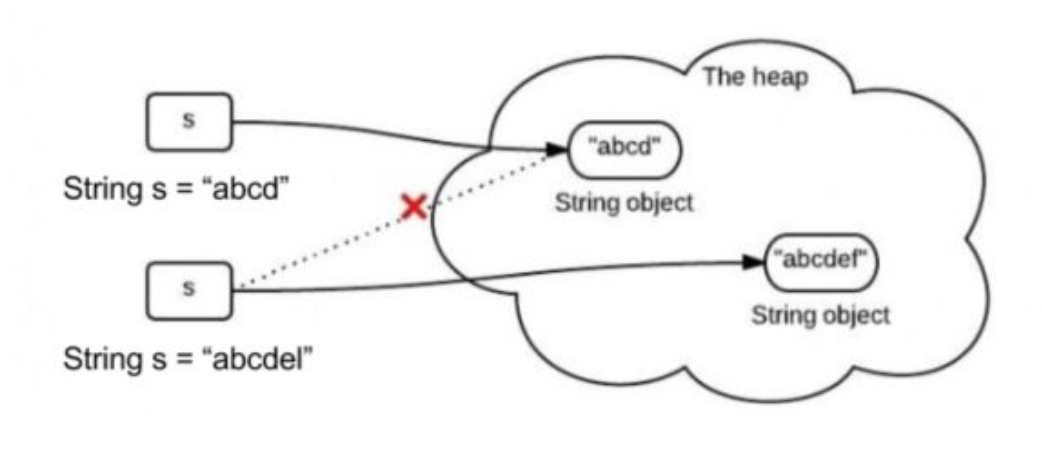 The heap
s
"abcd"
String s = “abcd”
String object
s
"abcdef"
String object
String s = “abcdel”